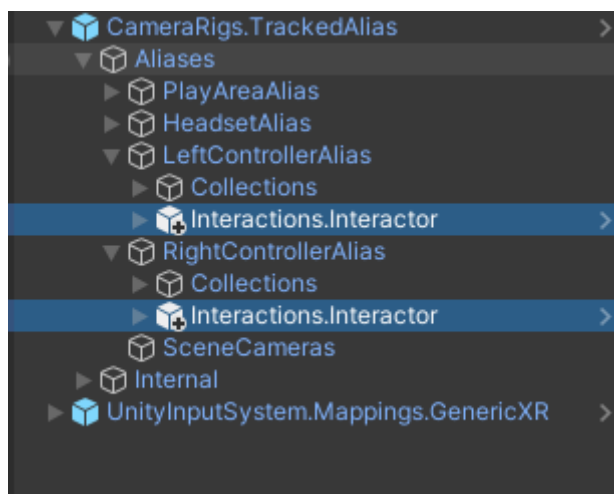 CameraRigs.TrackedAlias
Aliases
PlayAreaAlias
HeadsetAlias
LeftControllerAlias
Collections
Interactions.Interactor
RightControllerAlias
Collections
Interactions.Interactor
SceneCameras
Internal
UnityInputSystem.Mappings.GenericXR